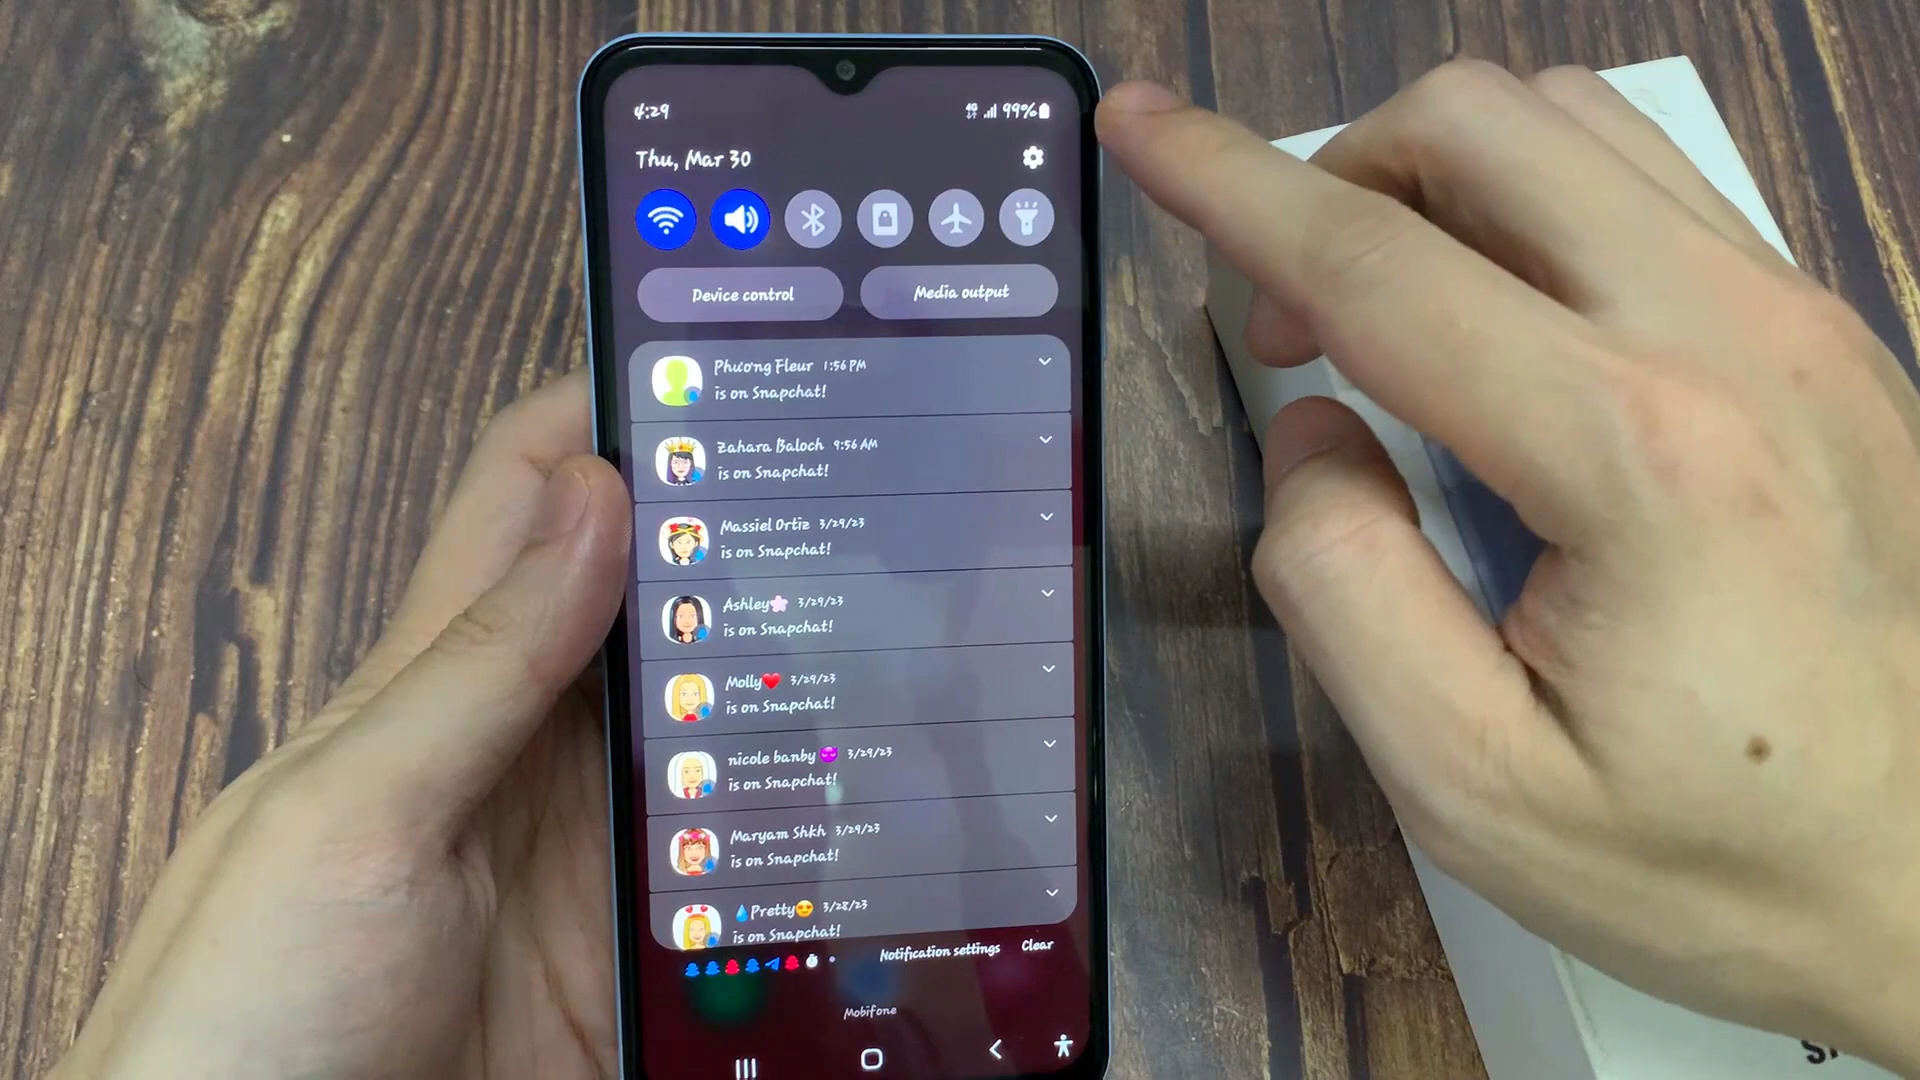 4:29
4G 99%
Thu, Mar 30
Device control
Media output
Phương Fleur 1:56 PM
is on Snapchat!
Zahara Baloch 9:56 AM
is on Snapchat!
Massiel Ortiz 3/29/23
is on Snapchat!
Ashley🌸 3/29/23
is on Snapchat!
Molly❤️ 3/29/23
is on Snapchat!
nicole banby 😈 3/29/23
is on Snapchat!
Maryam Shkh 3/29/23
is on Snapchat!
💧Pretty😍 3/28/23
is on Snapchat!
Notification settings Clear
Mobifone